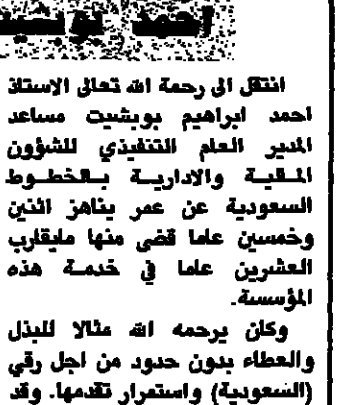 احمد بوبشيت
انتقل الى رحمة الله تعالى الاستاذ
احمد ابراهيم بوبشيت مساعد
المدير العام التنفيذي للشؤون
المالية والادارية بالخطوط
السعودية عن عمر يناهز اثنين
وخمسين عاما قضى منها مايقارب
العشرين عاما في خدمة هذه
المؤسسة.
وكان يرحمه الله مثالا للبذل
والعطاء بدون حدود من اجل رقي
(السعودية) واستمرار تقدمها. وقد